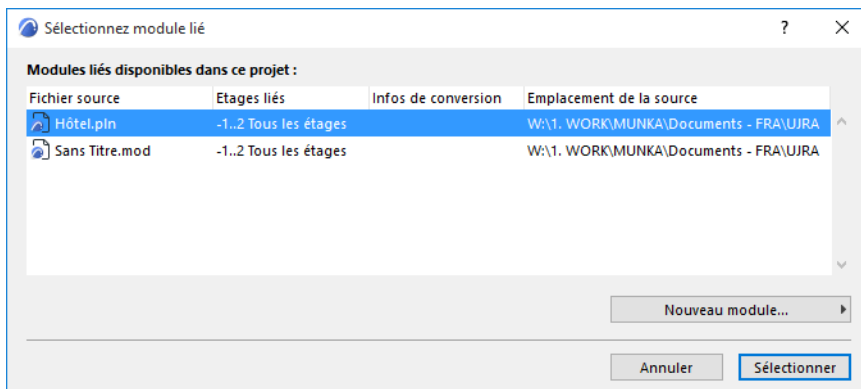 Sélectionnez module lié
?
Modules liés disponibles dans ce projet :
Fichier source Etages liés Infos de conversion Emplacement de la source
Hôtel.pln -1..2 Tous les étages W:\1. WORK\MUNKA\Documents - FRA\UJRA
Sans Titre.mod -1..2 Tous les étages W:\1. WORK\MUNKA\Documents - FRA\UJRA
Nouveau module...
Annuler Sélectionner